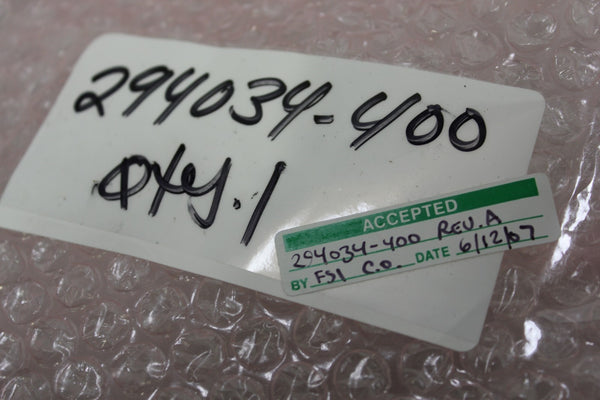 294034-400
QTY. 1
ACCEPTED
294034-400 REV. A
BY FSI C.O. DATE 6/12/07